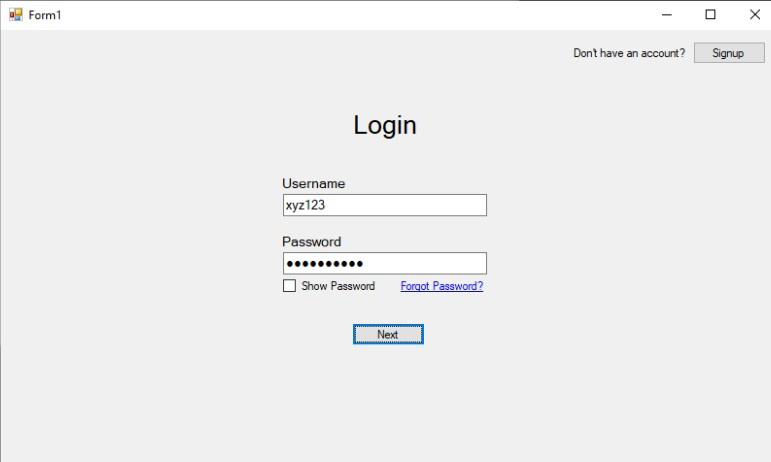 Form1
Don't have an account? Signup
Login
Username
xyz123
Password
●●●●●●●●●●
Show Password Forgot Password?
Next